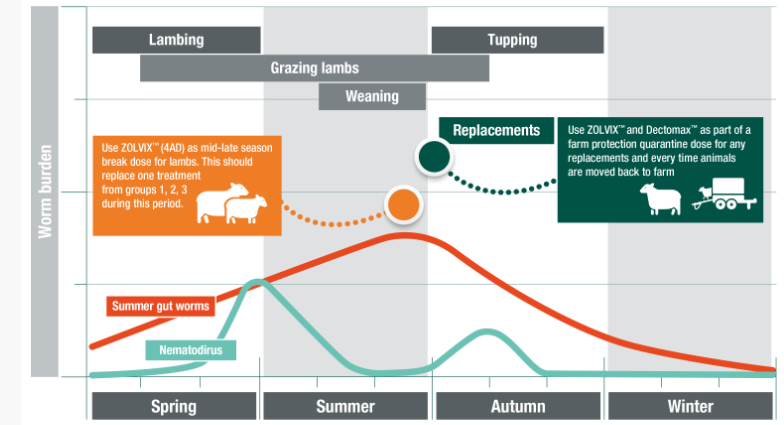 Lambing
Tupping
Grazing lambs
Weaning
Replacements
Use ZOLVIX™ and Dectomax™ as part of a
farm protection quarantine dose for any
replacements and every time animals
are moved back to farm
Use ZOLVIX™ (4AD) as mid-late season
break dose for lambs. This should
replace one treatment
from groups 1, 2, 3
during this period.
Worm burden
Summer gut worms
Nematodirus
Spring
Summer
Autumn
Winter